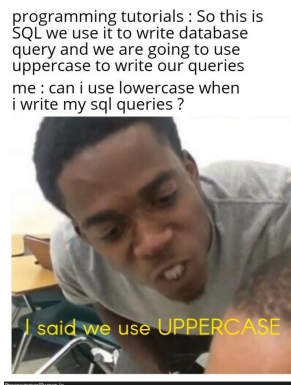 programming tutorials : So this is
SQL we use it to write database
query and we are going to use
uppercase to write our queries
me : can i use lowercase when
i write my sql queries ?
I said we use UPPERCASE